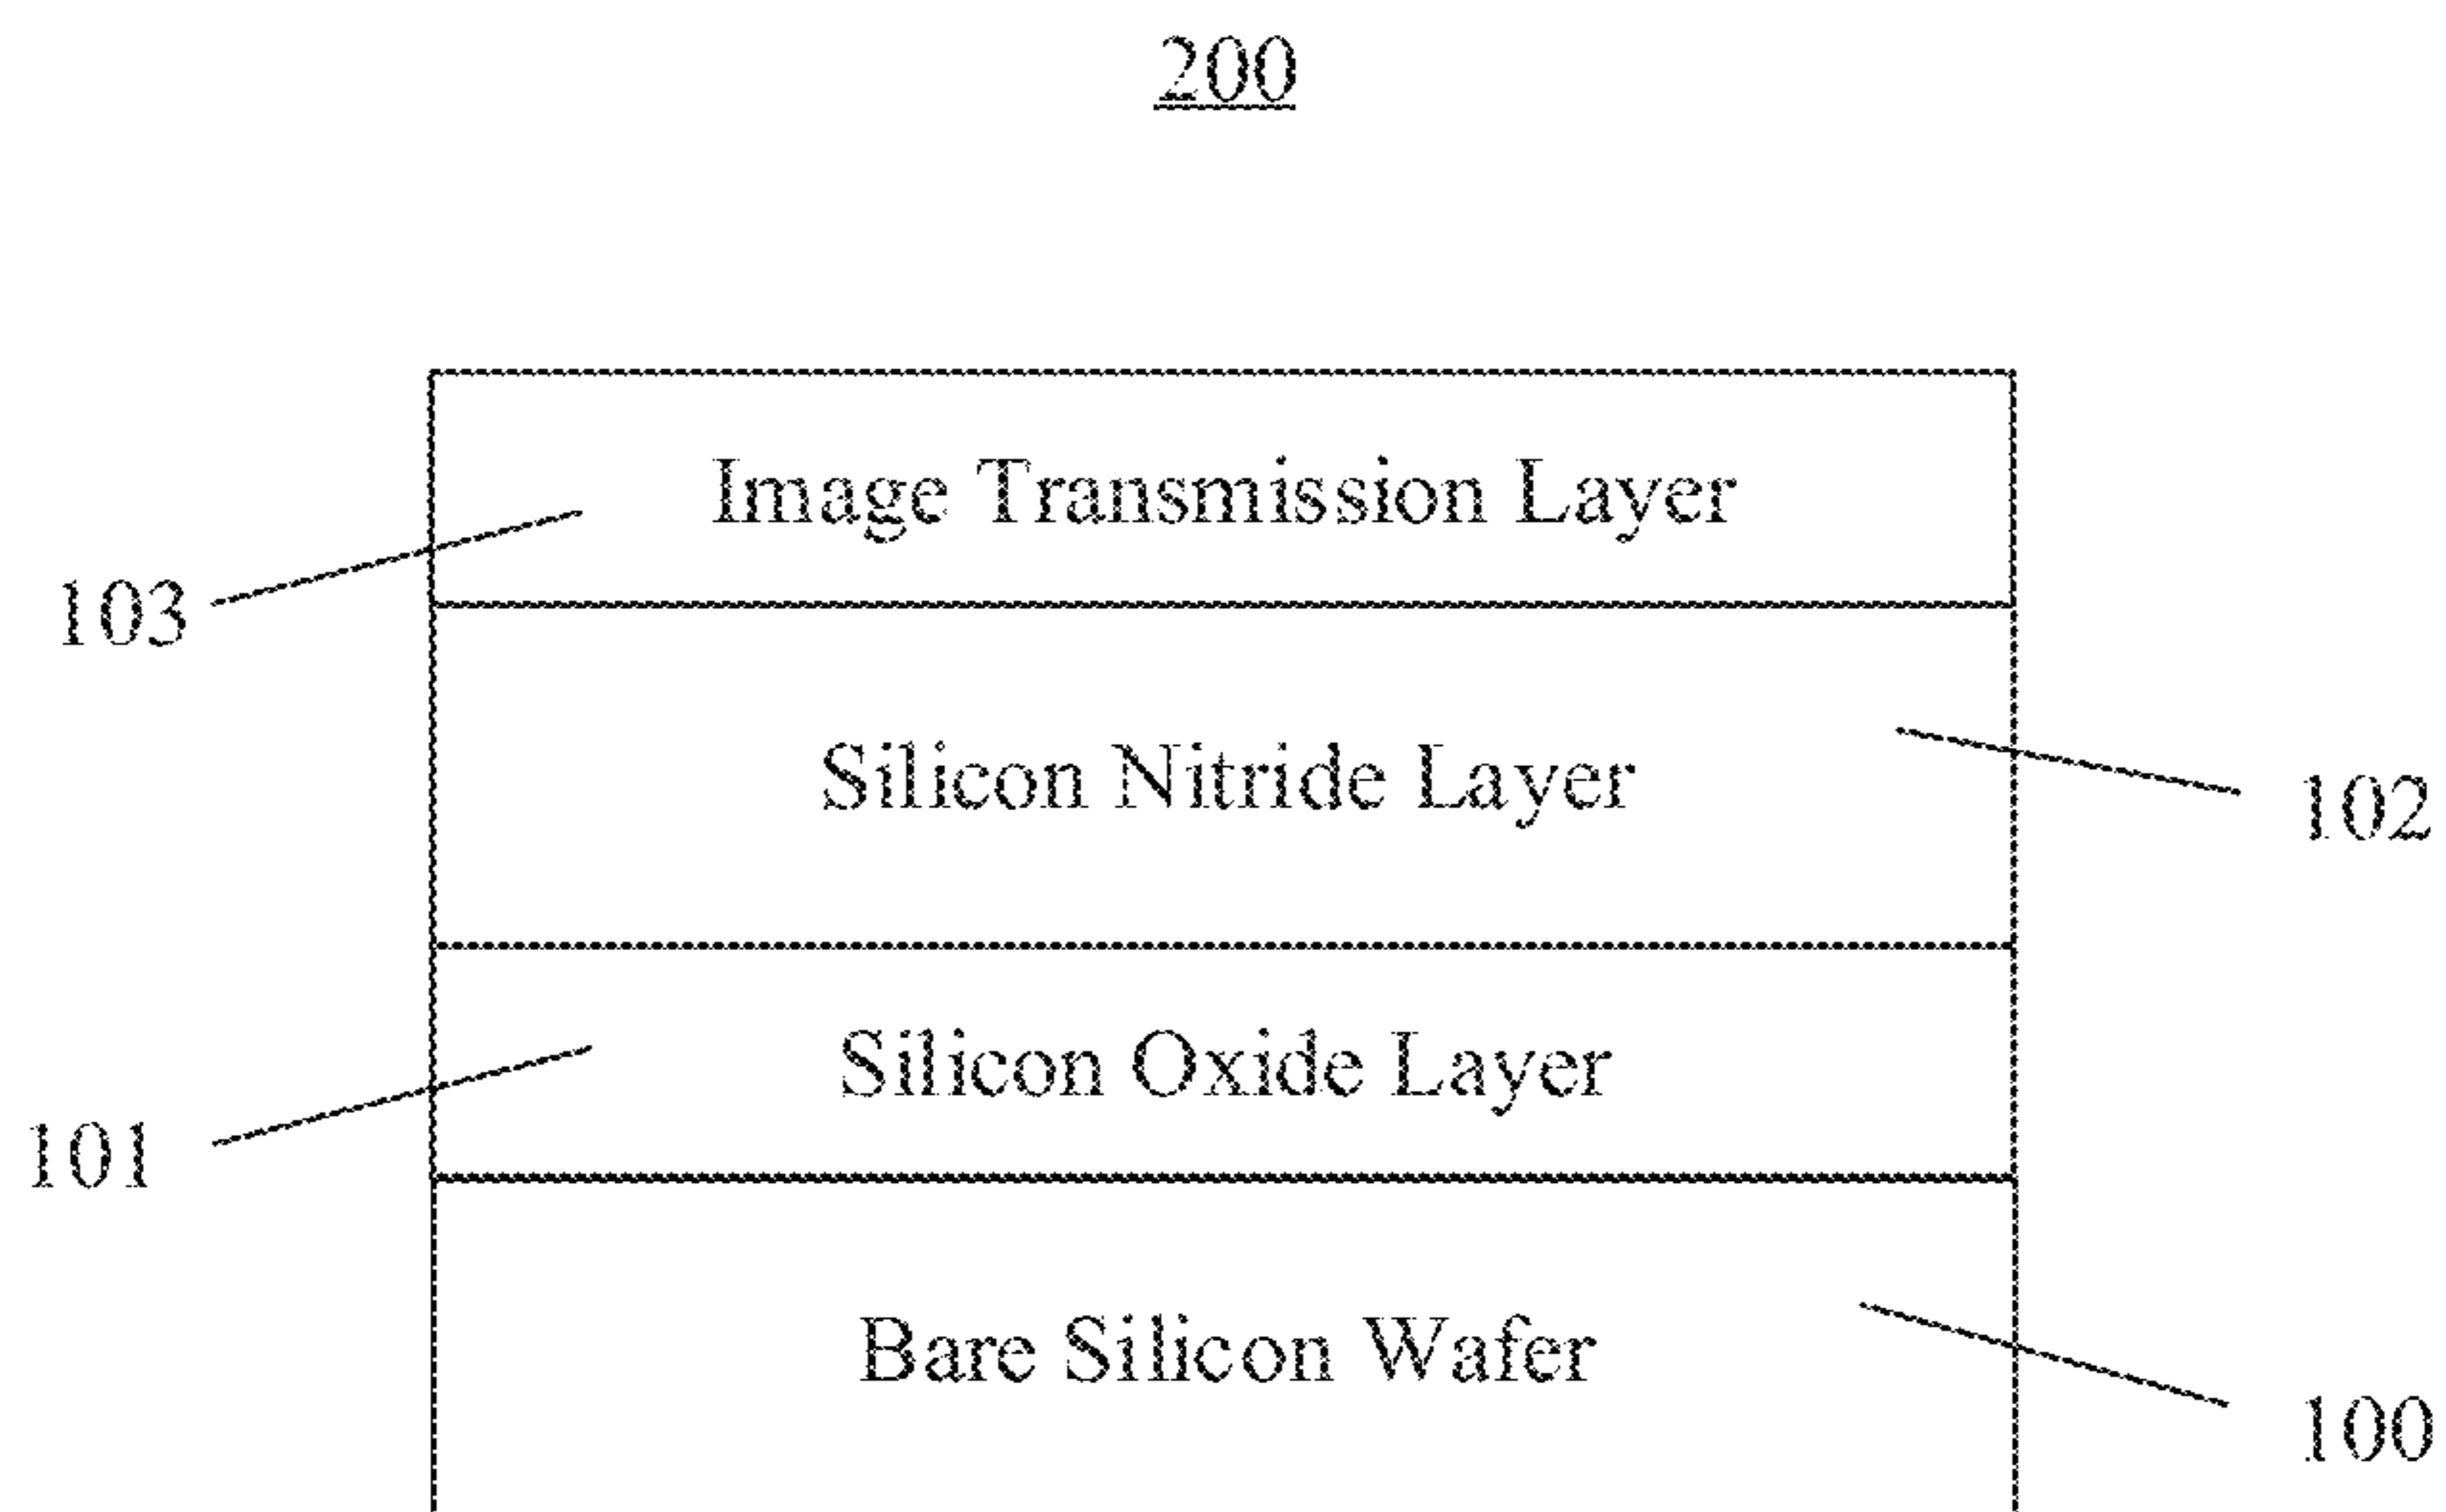 200
Image Transmission Layer
103
Silicon Nitride Layer
102
Silicon Oxide Layer
101
Bare Silicon Wafer
100